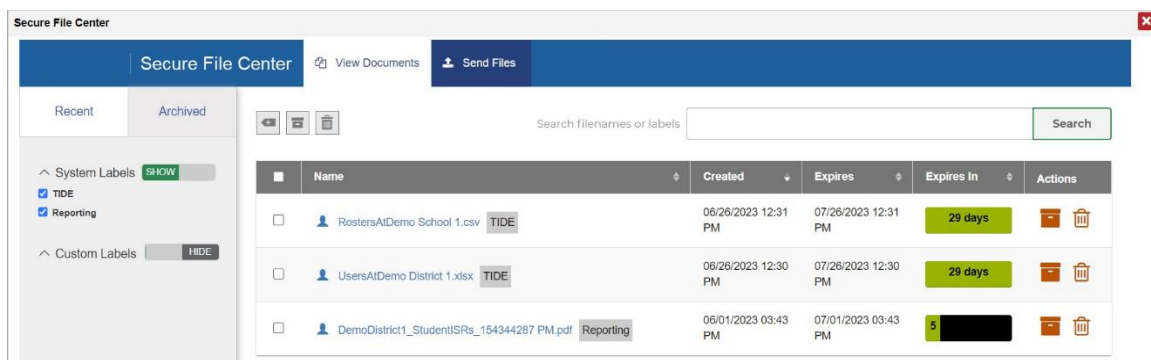 Secure File Center
Secure File Center View Documents Send Files
Recent Archived
Search filenames or labels Search
System Labels SHOW
TIDE
Reporting
Custom Labels HIDE
Name Created Expires Expires In Actions
RostersAtDemo School 1.csv TIDE 06/26/2023 12:31 PM 07/26/2023 12:31 PM 29 days
UsersAtDemo District 1.xlsx TIDE 06/26/2023 12:30 PM 07/26/2023 12:30 PM 29 days
DemoDistrict1_StudentISRs_154344287 PM.pdf Reporting 06/01/2023 03:43 PM 07/01/2023 03:43 PM 5